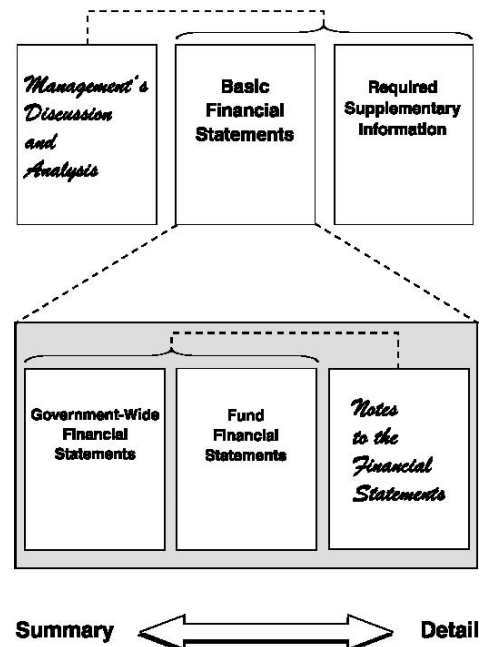 Management's
Discussion
and
Analysis
Basic
Financial
Statements
Required
Supplementary
Information
Government-Wide
Financial
Statements
Fund
Financial
Statements
Notes
to the
Financial
Statements
Summary
Detail